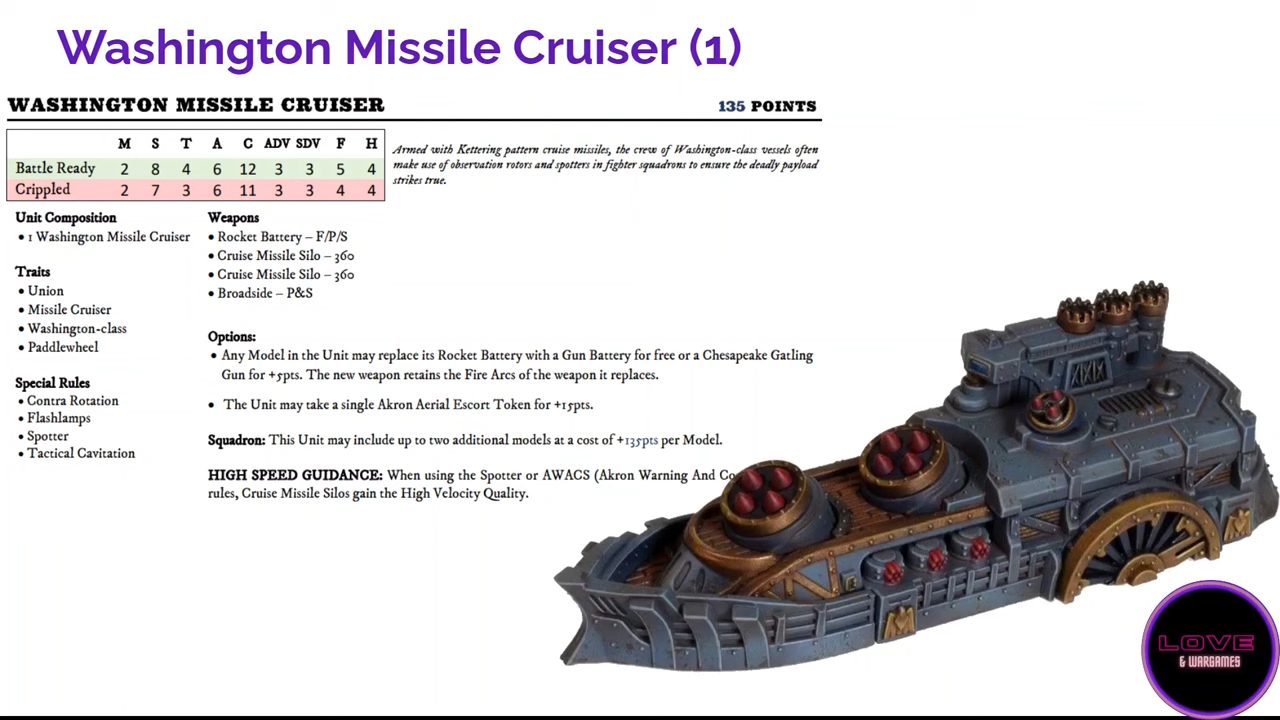 Washington Missile Cruiser (1)
WASHINGTON MISSILE CRUISER 135 POINTS
M S T A C ADV SDV F H
Battle Ready 2 8 4 6 12 3 3 5 4
Crippled 2 7 3 6 11 3 3 4 4
Armed with Kettering pattern cruise missiles, the crew of Washington-class vessels often
make use of observation rotors and spotters in fighter squadrons to ensure the deadly payload
strikes true.
Unit Composition
• 1 Washington Missile Cruiser
Traits
• Union
• Missile Cruiser
• Washington-class
• Paddlewheel
Special Rules
• Contra Rotation
• Flashlamps
• Spotter
• Tactical Cavitation
Weapons
• Rocket Battery – F/P/S
• Cruise Missile Silo – 360
• Cruise Missile Silo – 360
• Broadside – P&S
Options:
• Any Model in the Unit may replace its Rocket Battery with a Gun Battery for free or a Chesapeake Gatling
Gun for +5pts. The new weapon retains the Fire Arcs of the weapon it replaces.
• The Unit may take a single Akron Aerial Escort Token for +15pts.
Squadron: This Unit may include up to two additional models at a cost of +135pts per Model.
HIGH SPEED GUIDANCE: When using the Spotter or AWACS (Akron Warning And Co
rules, Cruise Missile Silos gain the High Velocity Quality.
LOVE
& WARGAMES